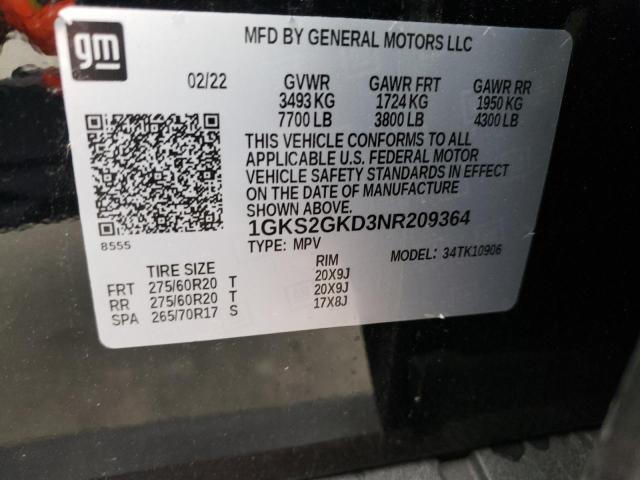 gm
MFD BY GENERAL MOTORS LLC
02/22 GVWR GAWR FRT GAWR RR
3493 KG 1724 KG 1950 KG
7700 LB 3800 LB 4300 LB
THIS VEHICLE CONFORMS TO ALL
APPLICABLE U.S. FEDERAL MOTOR
VEHICLE SAFETY STANDARDS IN EFFECT
ON THE DATE OF MANUFACTURE
SHOWN ABOVE.
1GKS2GKD3NR209364
8555
TYPE: MPV MODEL: 34TK10906
TIRE SIZE RIM
FRT 275/60R20 T 20X9J
RR 275/60R20 T 20X9J
SPA 265/70R17 S 17X8J